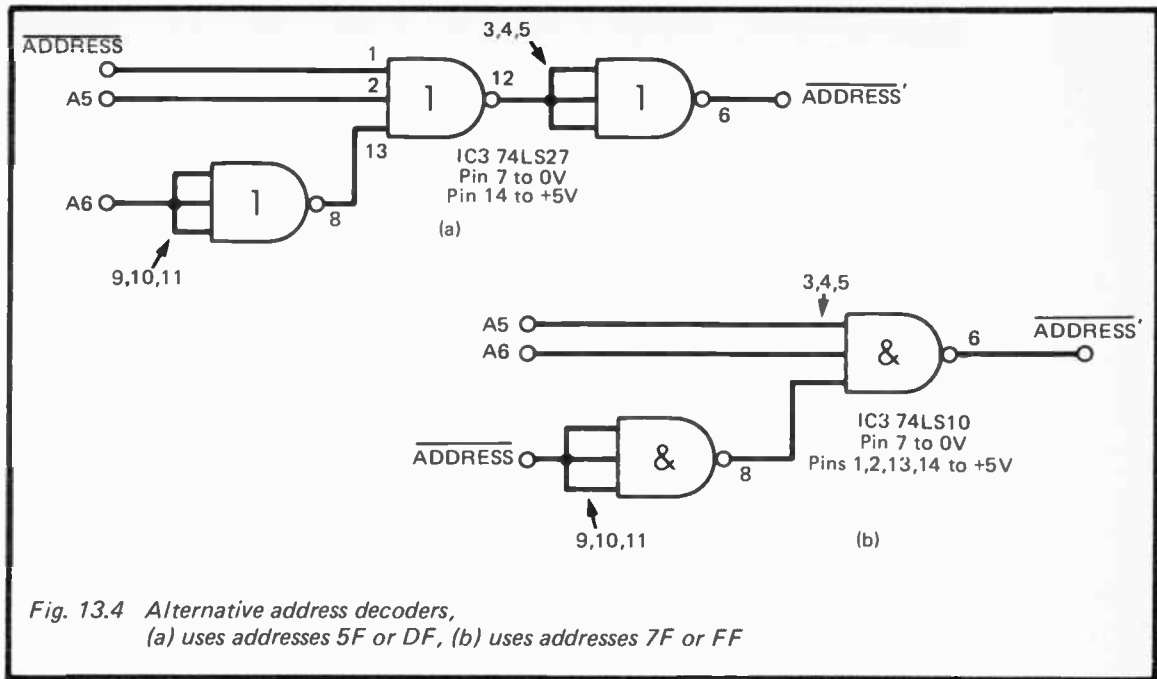 ADDRESS
1
A5
2
13
1
12
3,4,5
1
6
ADDRESS'
IC3 74LS27
Pin 7 to 0V
Pin 14 to +5V
A6
1
8
9,10,11
(a)
3,4,5
A5
A6
&
6
ADDRESS'
IC3 74LS10
Pin 7 to 0V
Pins 1,2,13,14 to +5V
ADDRESS
&
8
9,10,11
(b)
Fig. 13.4 Alternative address decoders,
(a) uses addresses 5F or DF, (b) uses addresses 7F or FF